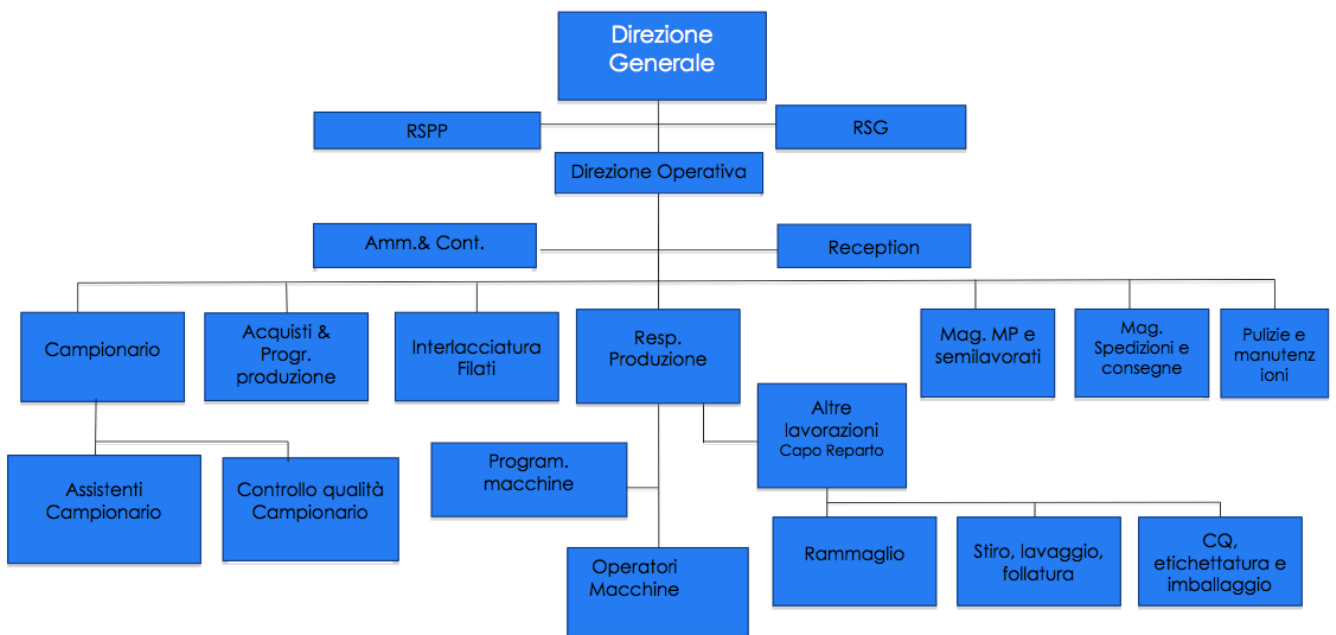 Direzione
Generale
RSPP
RSG
Direzione Operativa
Amm.& Cont.
Reception
Campionario
Acquisti &
Progr.
produzione
Interlacciatura
Filati
Resp.
Produzione
Mag. MP e
semilavorati
Mag.
Spedizioni e
consegne
Pulizie e
manutenz
ioni
Altre
lavorazioni
Capo Reparto
Program.
macchine
Assistenti
Campionario
Controllo qualità
Campionario
Operatori
Macchine
Rammaglio
Stiro, lavaggio,
follatura
CQ,
etichettatura e
imballaggio